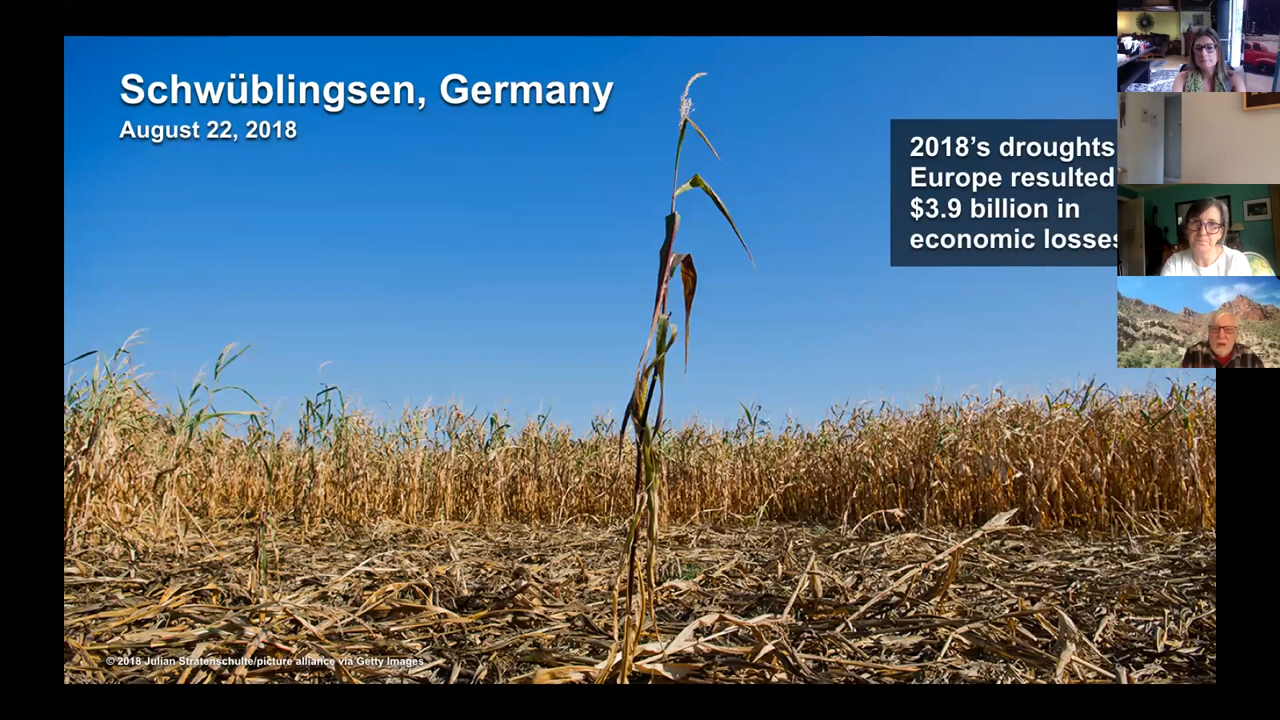 Schwüblingsen, Germany
August 22, 2018
2018’s droughts
Europe resulted
$3.9 billion in
economic losses
© 2018 Julian Stratenschulte/picture alliance via Getty Images